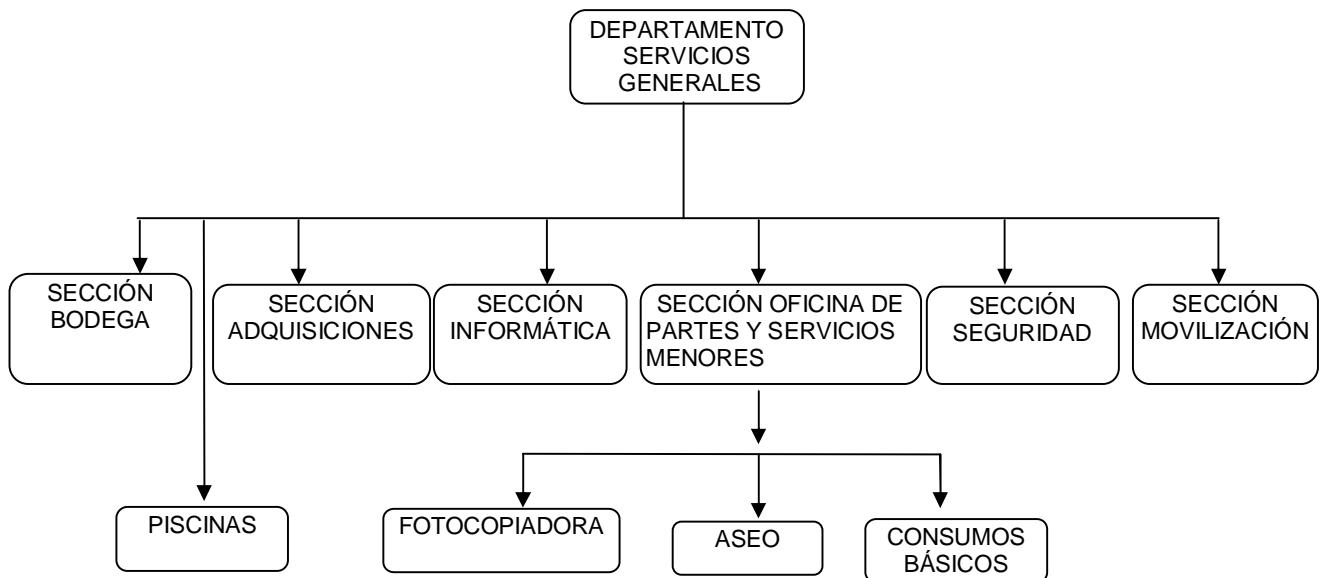 DEPARTAMENTO
SERVICIOS
GENERALES
SECCIÓN
BODEGA
SECCIÓN
ADQUISICIONES
SECCIÓN
INFORMÁTICA
SECCIÓN OFICINA DE
PARTES Y SERVICIOS
MENORES
SECCIÓN
SEGURIDAD
SECCIÓN
MOVILIZACIÓN
PISCINAS
FOTOCOPIADORA
ASEO
CONSUMOS
BÁSICOS